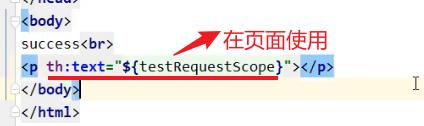 </head>
<body>
在页面使用
success<br>
<p th:text="${testRequestScope}"></p>
</body>
</html>